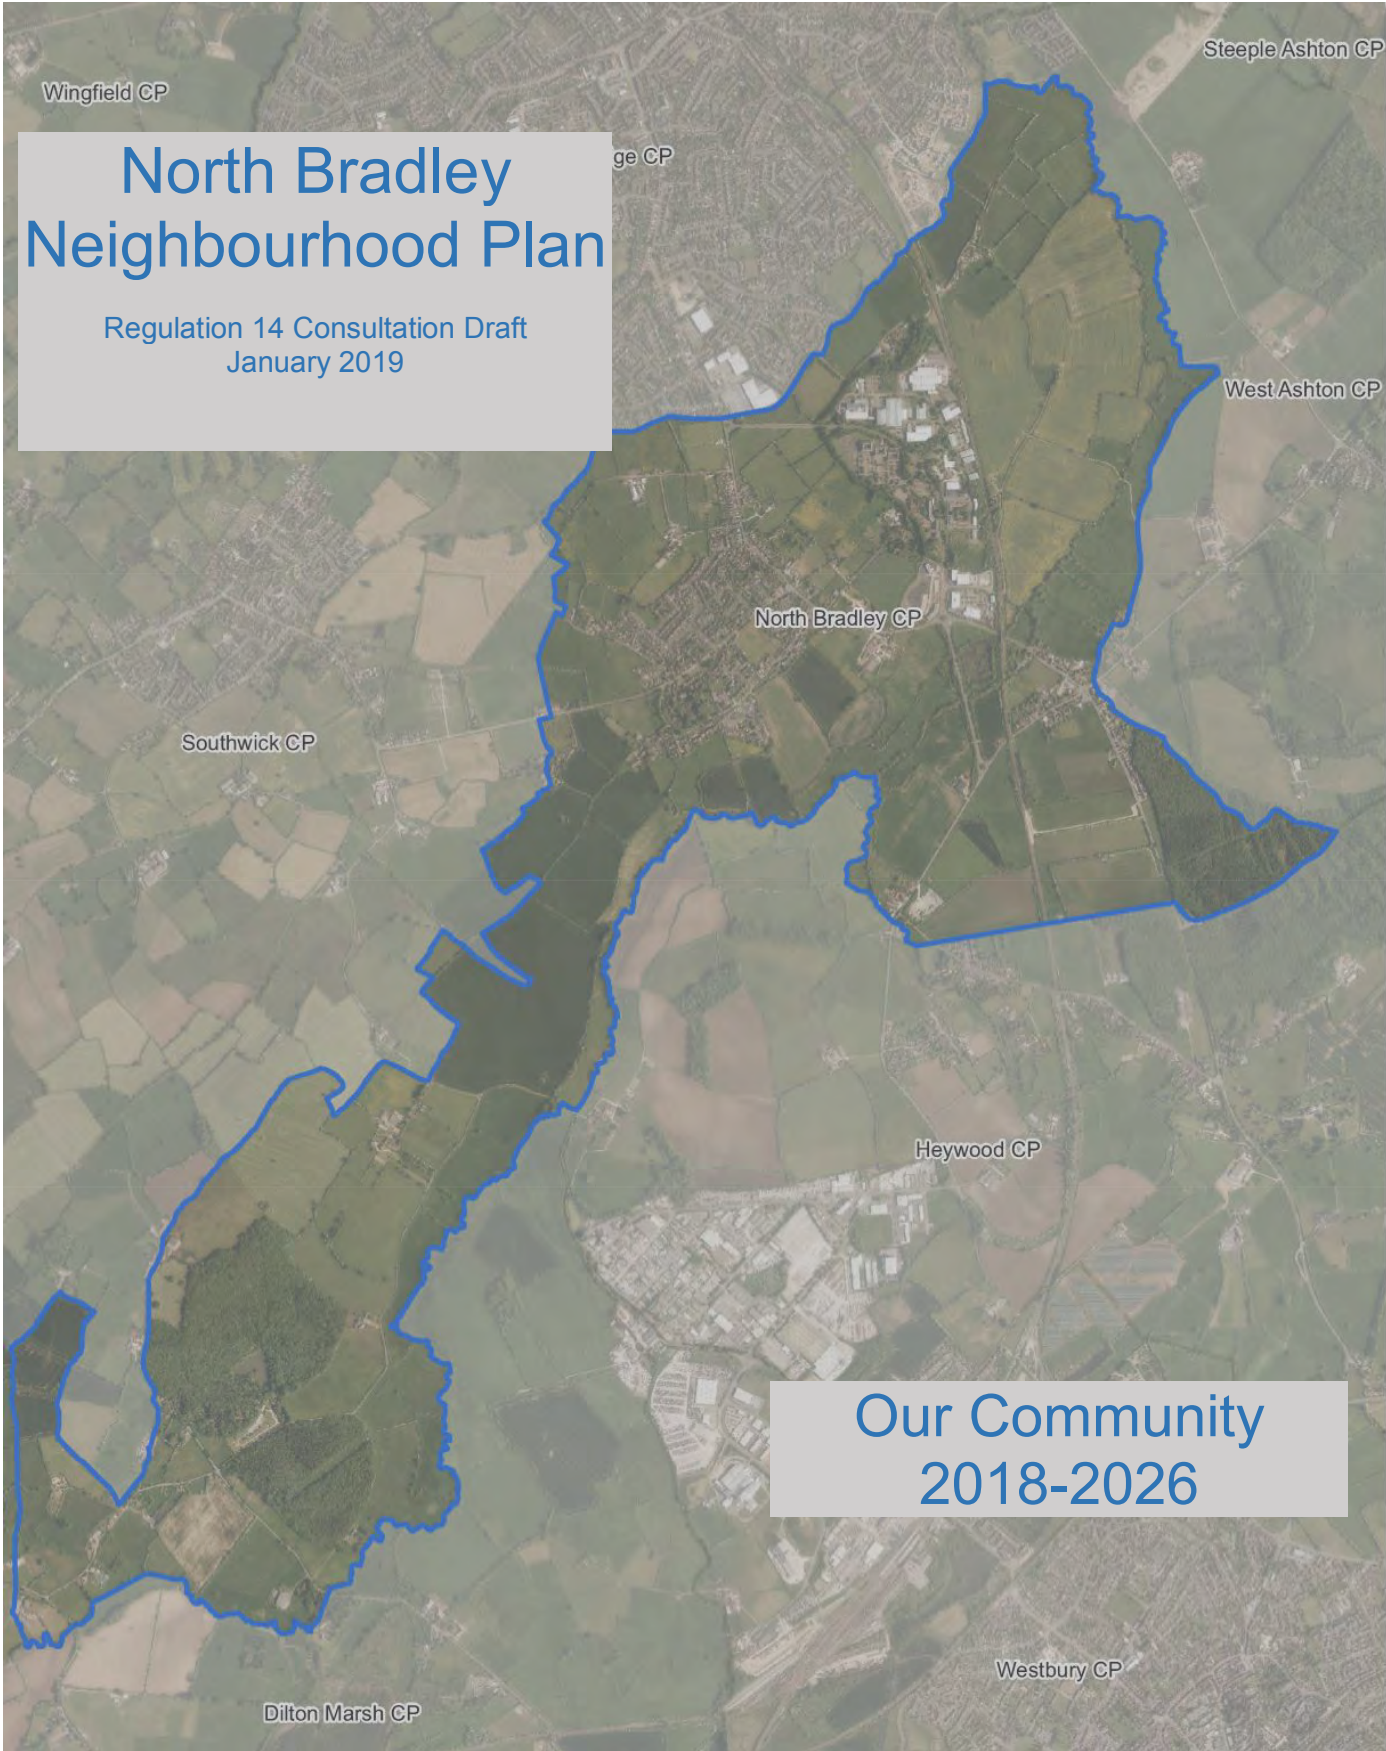 Steeple Ashton CP
Wingfield CP
North Bradley
Neighbourhood Plan
ge CP
Regulation 14 Consultation Draft
January 2019
West Ashton CP
North Bradley CP
Southwick CP
Heywood CP
Our Community
2018-2026
Westbury CP
Dilton Marsh CP